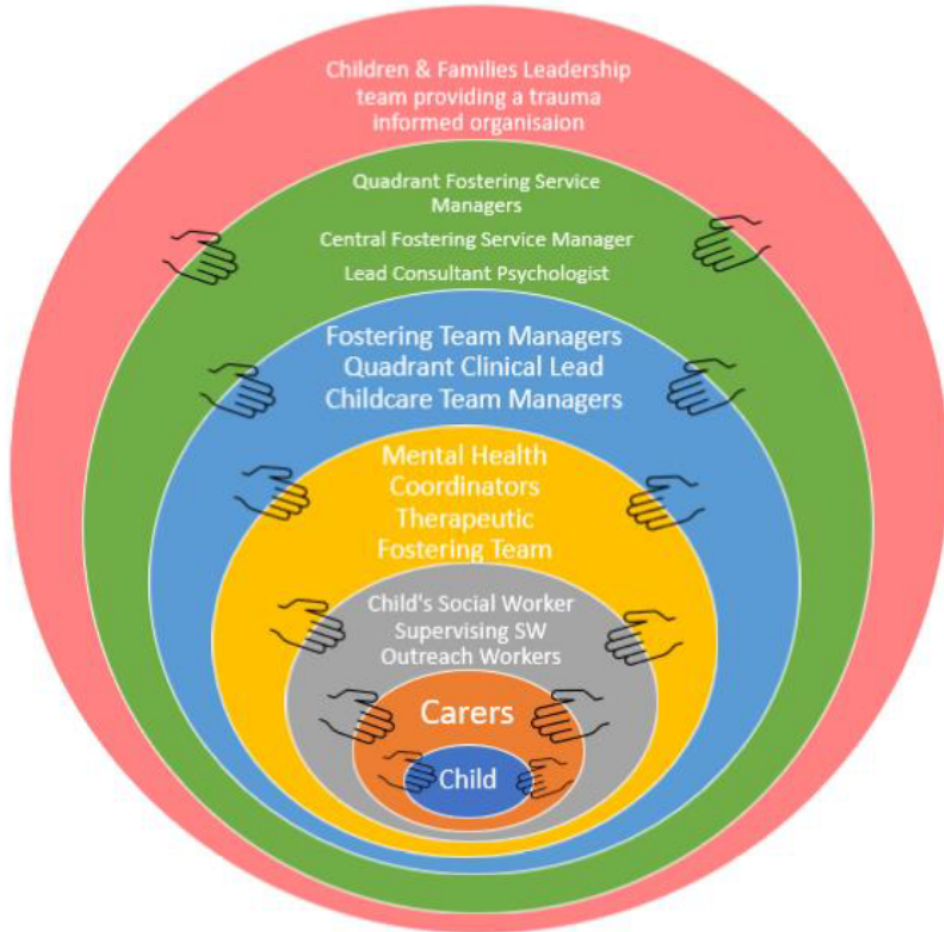 Children & Families Leadership
team providing a trauma
informed organisaion
Quadrant Fostering Service
Managers
Central Fostering Service Manager
Lead Consultant Psychologist
Fostering Team Managers
Quadrant Clinical Lead
Childcare Team Managers
Mental Health
Coordinators
Therapeutic
Fostering Team
Child's Social Worker
Supervising SW
Outreach Workers
Carers
Child